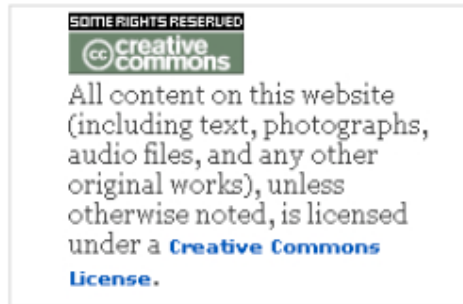 SOME RIGHTS RESERVED
cc creative
commons
All content on this website
(including text, photographs,
audio files, and any other
original works), unless
otherwise noted, is licensed
under a Creative Commons
License.